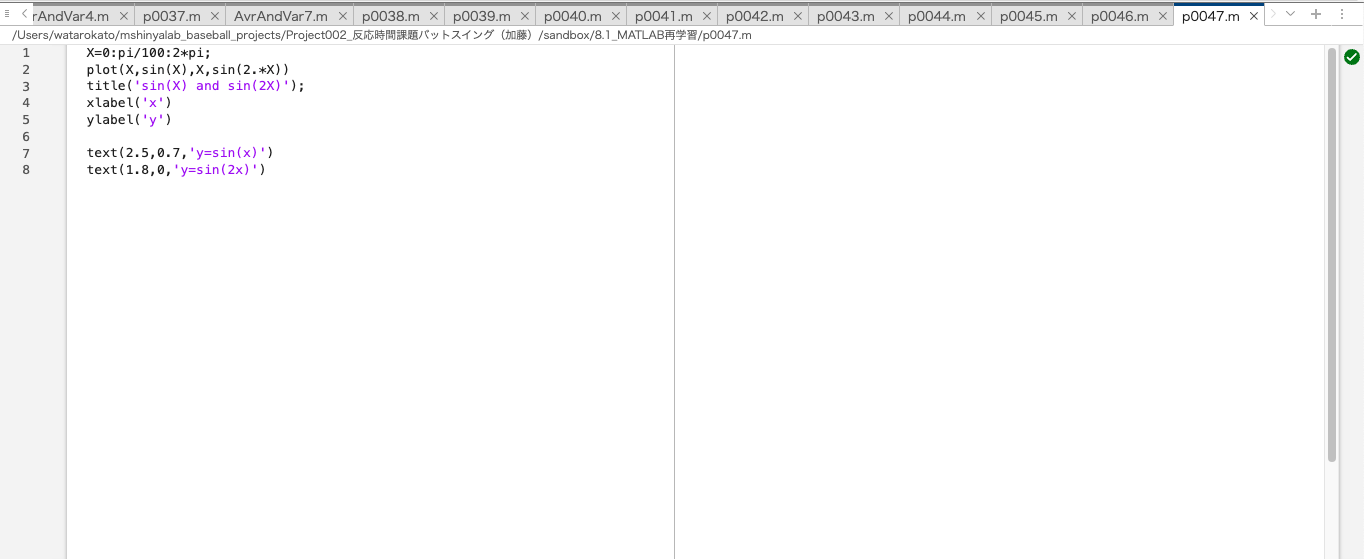 rAndVar4.m p0037.m AvrAndVar7.m p0038.m p0039.m p0040.m p0041.m p0042.m p0043.m p0044.m p0045.m p0046.m p0047.m
/Users/watarokato/mshinyalab_baseball_projects/Project002_反応時間課題バットスイング（加藤）/sandbox/8.1_MATLAB再学習/p0047.m
1 X=0:pi/100:2*pi;
2 plot(X,sin(X),X,sin(2.*X))
3 title('sin(X) and sin(2X)');
4 xlabel('x')
5 ylabel('y')
6
7 text(2.5,0.7,'y=sin(x)')
8 text(1.8,0,'y=sin(2x)')